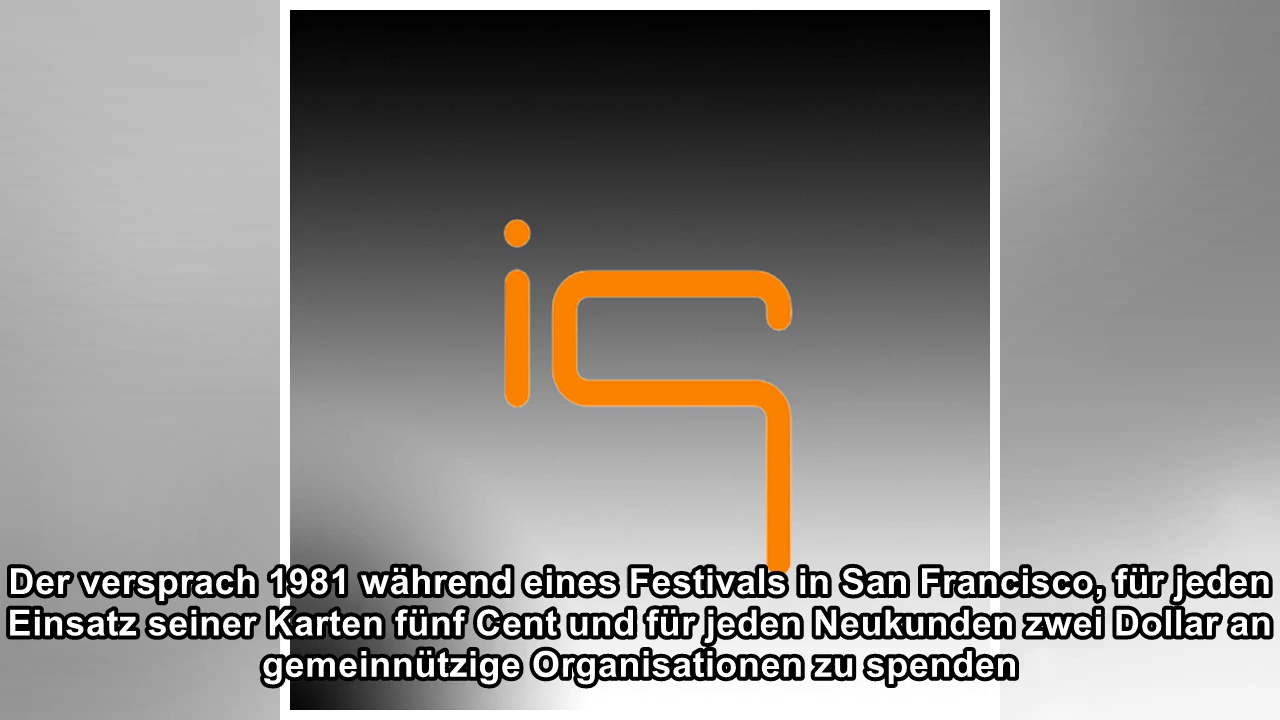 iq
Der versprach 1981 während eines Festivals in San Francisco, für jeden
Einsatz seiner Karten fünf Cent und für jeden Neukunden zwei Dollar an
gemeinnützige Organisationen zu spenden